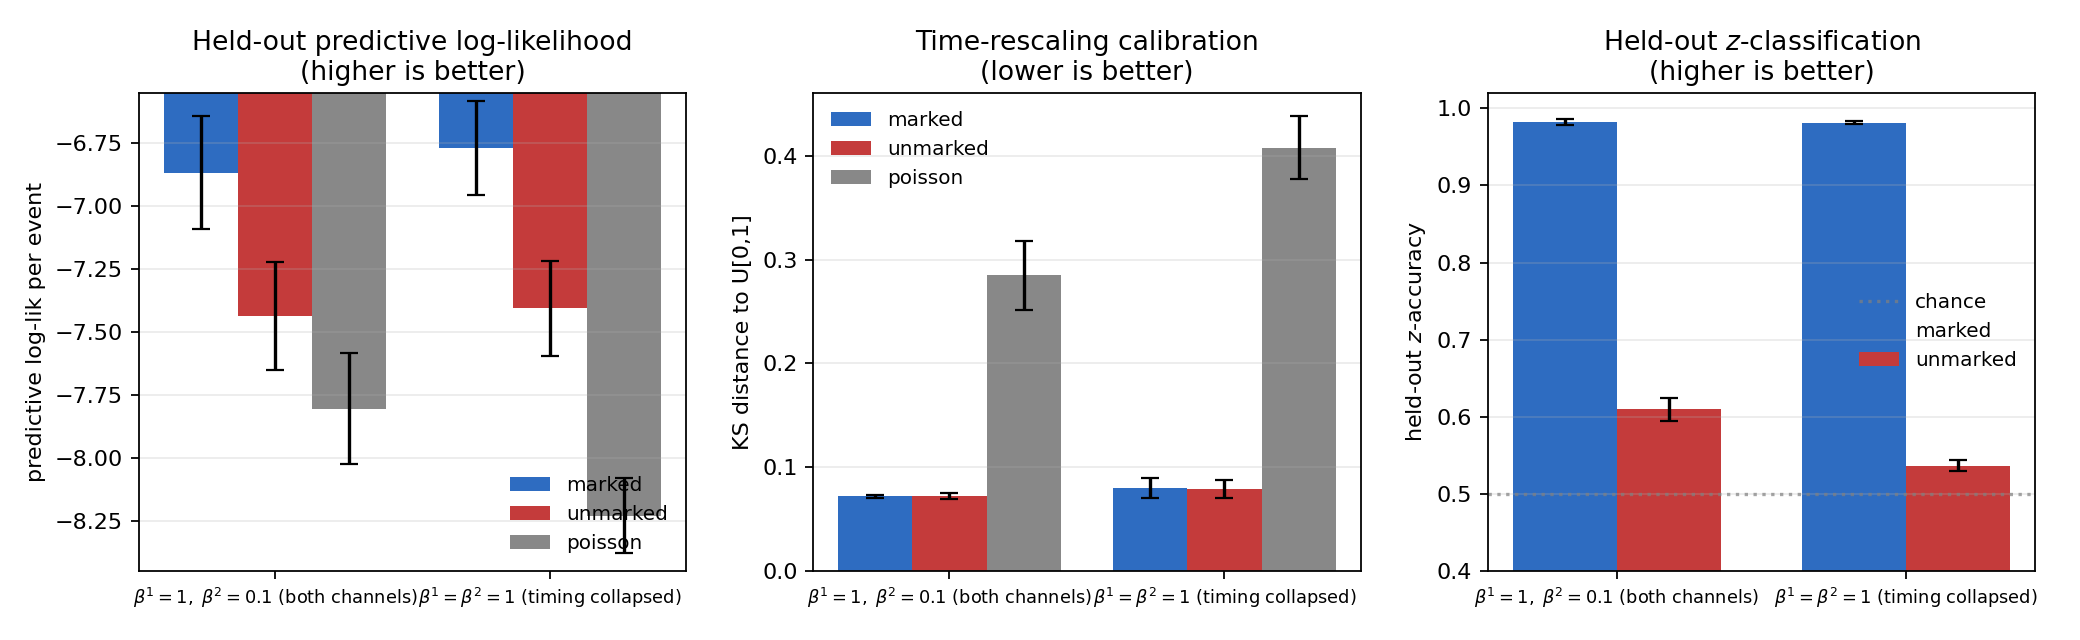 Held-out predictive log-likelihood
(higher is better)
predictive log-lik per event
−6.75
−7.00
−7.25
−7.50
−7.75
−8.00
−8.25
marked
unmarked
poisson
β¹ = 1, β² = 0.1 (both channels)
β¹ = β² = 1 (timing collapsed)
Time-rescaling calibration
(lower is better)
KS distance to U[0,1]
0.4
0.3
0.2
0.1
0.0
marked
unmarked
poisson
β¹ = 1, β² = 0.1 (both channels)
β¹ = β² = 1 (timing collapsed)
Held-out z-classification
(higher is better)
held-out z-accuracy
1.0
0.9
0.8
0.7
0.6
0.5
0.4
chance
marked
unmarked
β¹ = 1, β² = 0.1 (both channels)
β¹ = β² = 1 (timing collapsed)